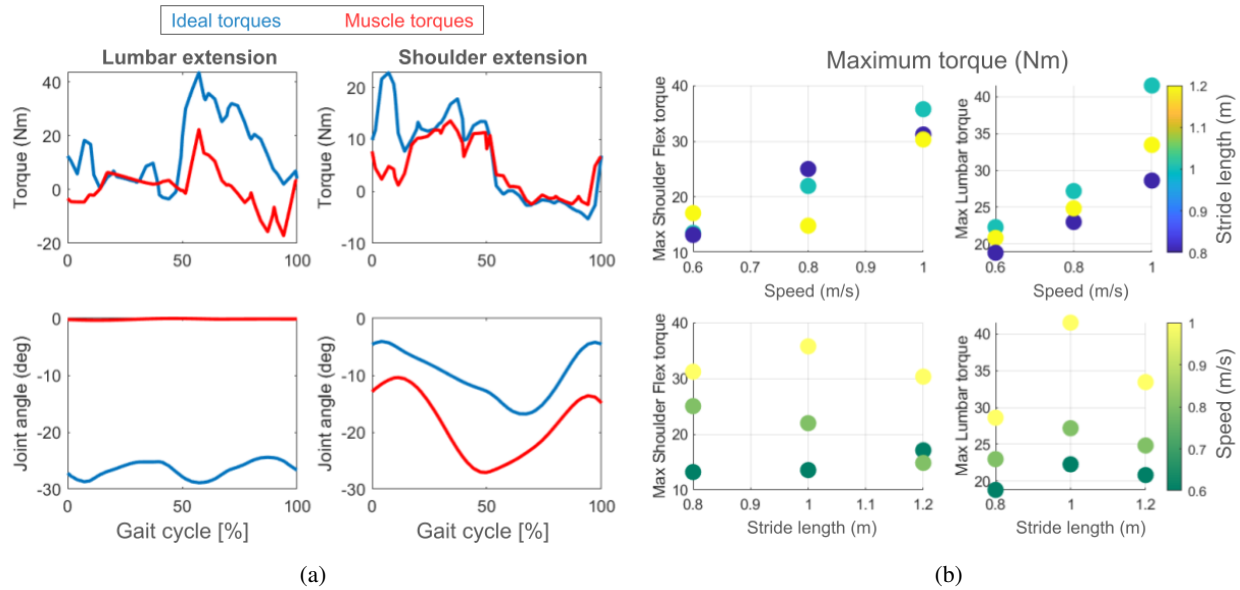 Ideal torques Muscle torques
Lumbar extension
Torque (Nm)
40
20
0
-20
0 50 100
Shoulder extension
Torque (Nm)
20
10
0
-10
0 50 100
Joint angle (deg)
0
-10
-20
-30
0 50 100
Gait cycle [%]
Joint angle (deg)
0
-10
-20
-30
0 50 100
Gait cycle [%]
(a)
Maximum torque (Nm)
Max Shoulder Flex torque
40
30
20
10
0.6 0.7 0.8 0.9 1
Speed (m/s)
Max Lumbar torque
40
35
30
25
20
0.6 0.8 1
Speed (m/s)
1.2
1.1
1
0.9
0.8
Stride length (m)
Max Shoulder Flex torque
40
30
20
10
0.8 0.9 1 1.1 1.2
Stride length (m)
Max Lumbar torque
40
35
30
25
20
0.8 1 1.2
Stride length (m)
1
0.9
0.8
0.7
0.6
Speed (m/s)
(b)